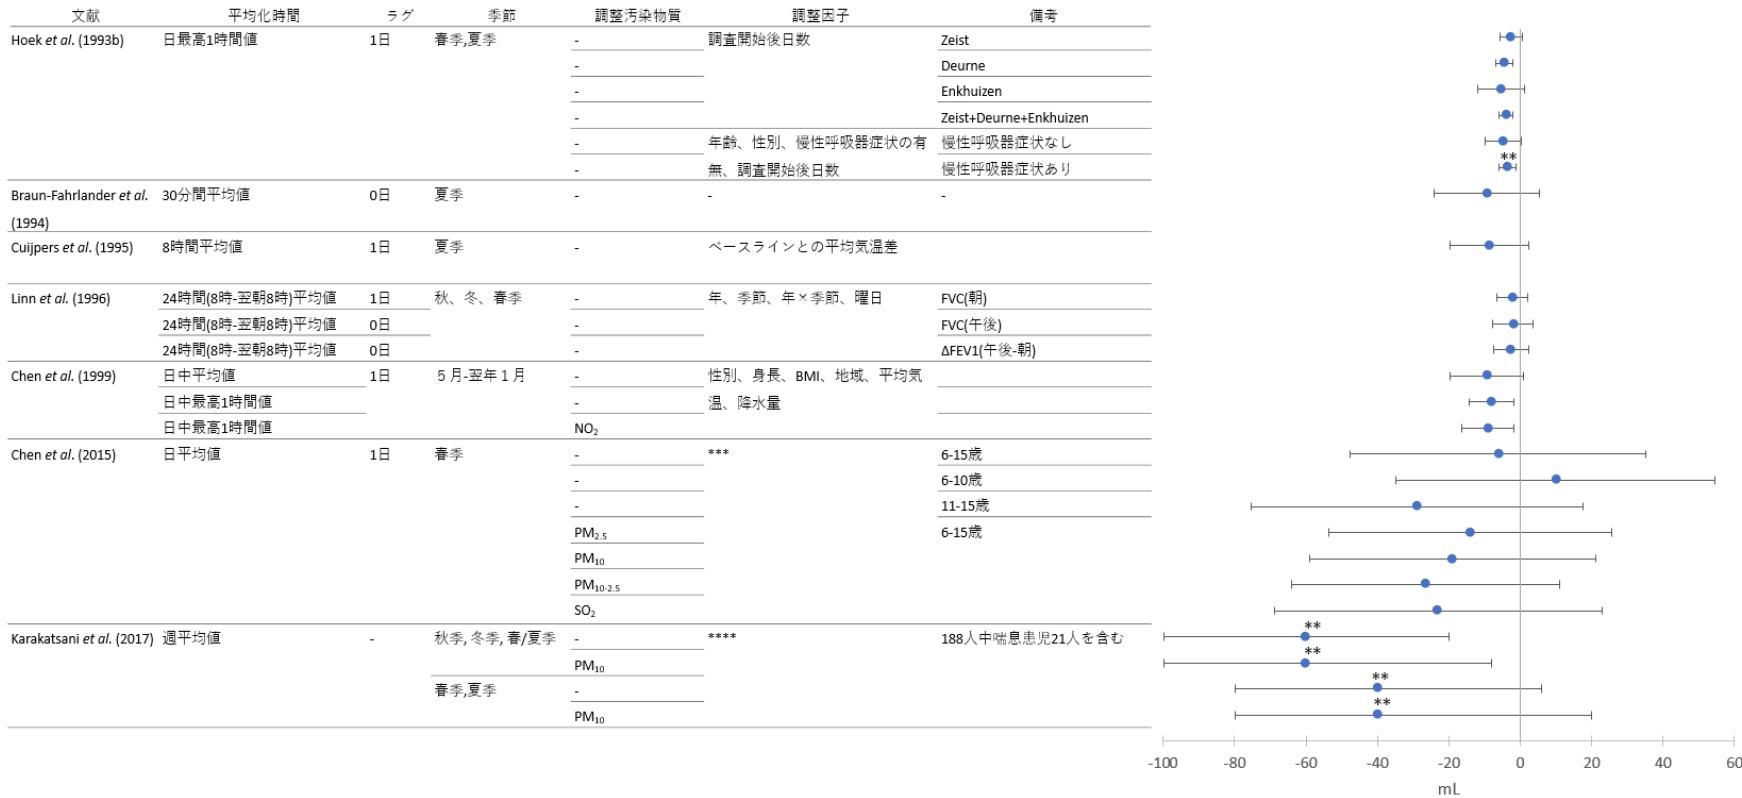 文献 平均化時間 ラグ 季節 調整汚染物質 調整因子 備考
Hoek et al. (1993b) 日最高1時間値 1日 春季,夏季 - 調査開始後日数 Zeist
- Deurne
- Enkhuizen
- Zeist+Deurne+Enkhuizen
- 年齢、性別、慢性呼吸器症状の有 慢性呼吸器症状なし
**
- 無、調査開始後日数 慢性呼吸器症状あり
Braun-Fahrlander et al. 30分間平均値 0日 夏季 - - -
(1994)
Cuijpers et al. (1995) 8時間平均値 1日 夏季 - ベースラインとの平均気温差
Linn et al. (1996) 24時間(8時-翌朝8時)平均値 1日 秋、冬、春季 - 年、季節、年×季節、曜日 FVC(朝)
24時間(8時-翌朝8時)平均値 0日 - FVC(午後)
24時間(8時-翌朝8時)平均値 0日 - ΔFEV1(午後-朝)
Chen et al. (1999) 日中平均値 1日 5月-翌年1月 - 性別、身長、BMI、地域、平均気
日中最高1時間値 - 温、降水量
日中最高1時間値 NO₂
Chen et al. (2015) 日平均値 1日 春季 - *** 6-15歳
- 6-10歳
- 11-15歳
PM₂.₅ 6-15歳
PM₁₀
PM₁₀₋₂.₅
SO₂
Karakatsani et al. (2017) 週平均値 - 秋季, 冬季, 春/夏季 - **** 188人中喘息患児21人を含む **
PM₁₀ **
春季,夏季 - **
PM₁₀ **
-100 -80 -60 -40 -20 0 20 40 60
mL